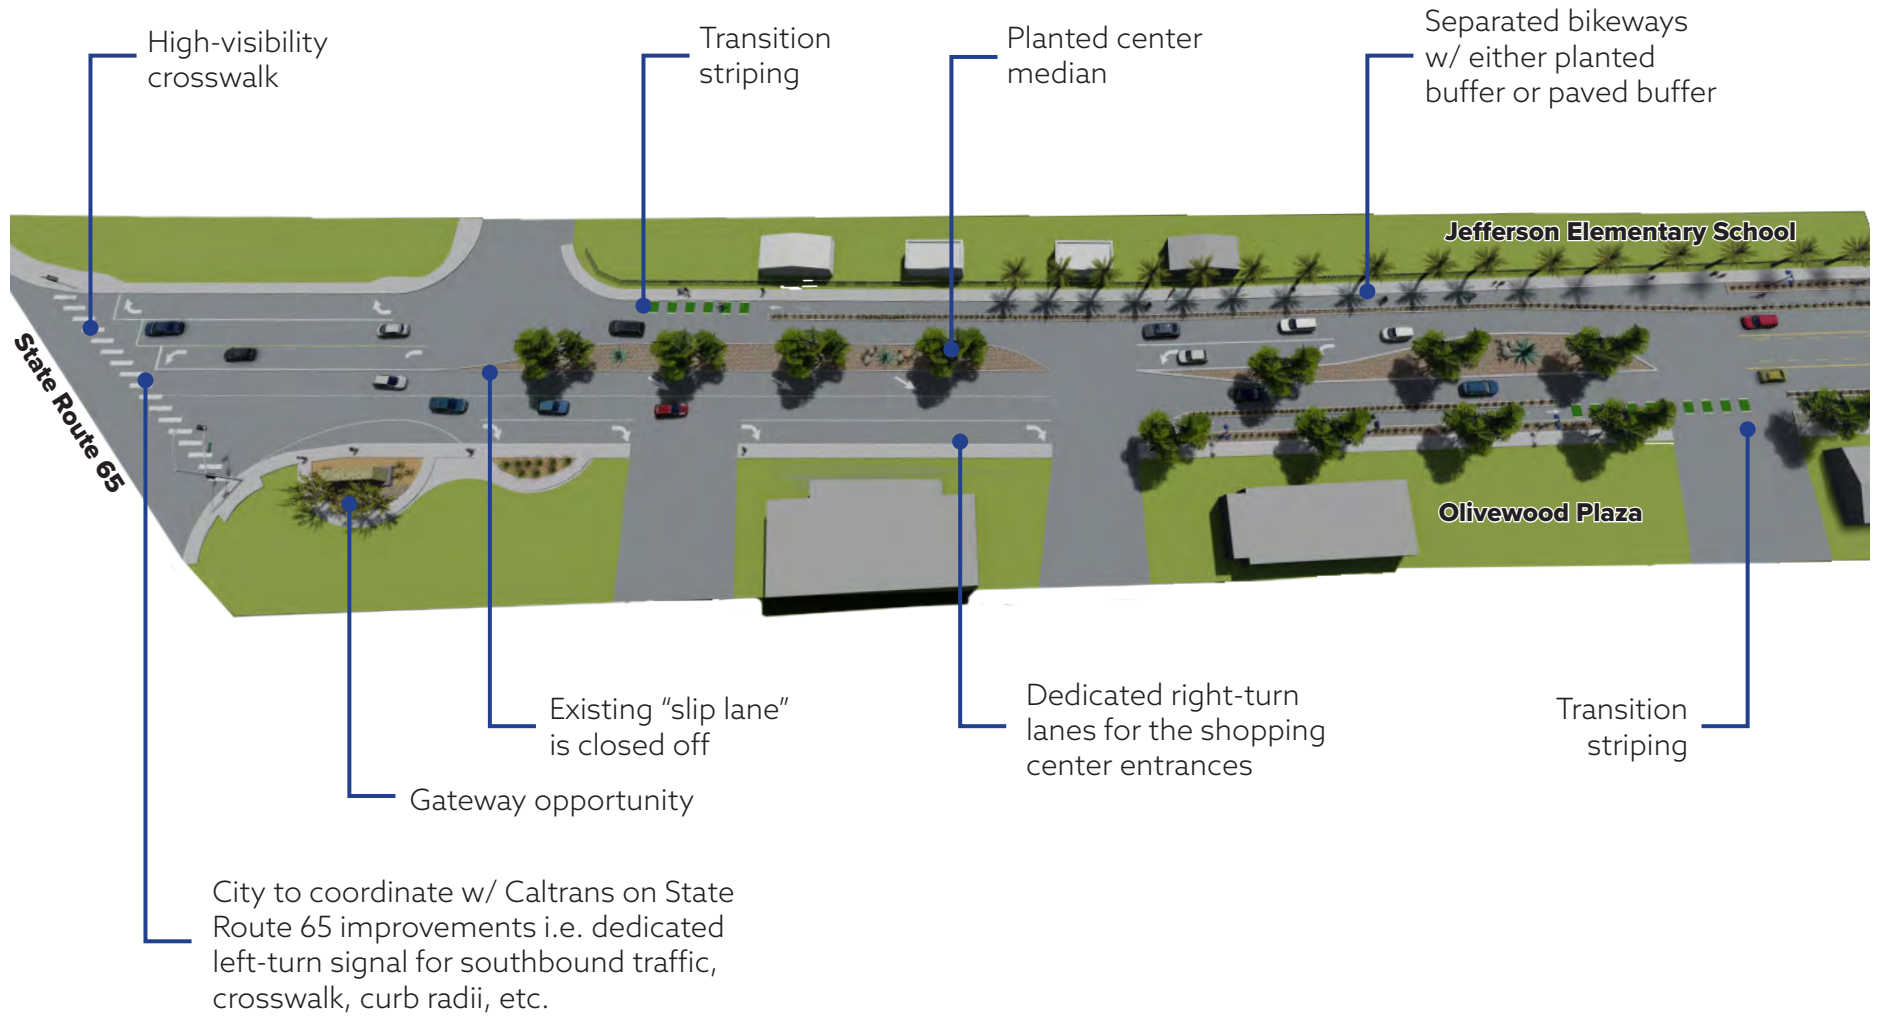 High-visibility
crosswalk
Transition
striping
Planted center
median
Separated bikeways
w/ either planted
buffer or paved buffer
Jefferson Elementary School
State Route 65
Olivewood Plaza
Existing “slip lane”
is closed off
Dedicated right-turn
lanes for the shopping
center entrances
Transition
striping
Gateway opportunity
City to coordinate w/ Caltrans on State
Route 65 improvements i.e. dedicated
left-turn signal for southbound traffic,
crosswalk, curb radii, etc.